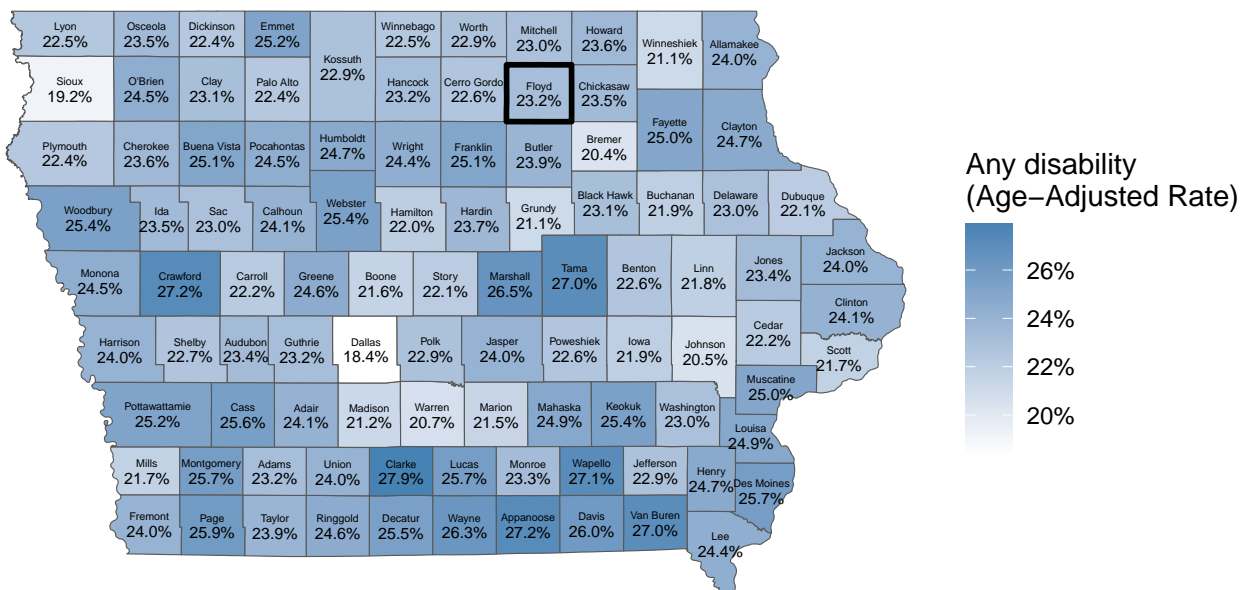 Lyon
22.5%
Osceola
23.5%
Dickinson
22.4%
Emmet
25.2%
Kossuth
22.9%
Winnebago
22.5%
Worth
22.9%
Mitchell
23.0%
Howard
23.6%
Winneshiek
21.1%
Allamakee
24.0%
Sioux
19.2%
O'Brien
24.5%
Clay
23.1%
Palo Alto
22.4%
Hancock
23.2%
Cerro Gordo
22.6%
Floyd
23.2%
Chickasaw
23.5%
Fayette
25.0%
Clayton
24.7%
Plymouth
22.4%
Cherokee
23.6%
Buena Vista
25.1%
Pocahontas
24.5%
Humboldt
24.7%
Wright
24.4%
Franklin
25.1%
Butler
23.9%
Bremer
20.4%
Woodbury
25.4%
Ida
23.5%
Sac
23.0%
Calhoun
24.1%
Webster
25.4%
Hamilton
22.0%
Hardin
23.7%
Grundy
21.1%
Black Hawk
23.1%
Buchanan
21.9%
Delaware
23.0%
Dubuque
22.1%
Monona
24.5%
Crawford
27.2%
Carroll
22.2%
Greene
24.6%
Boone
21.6%
Story
22.1%
Marshall
26.5%
Tama
27.0%
Benton
22.6%
Linn
21.8%
Jones
23.4%
Jackson
24.0%
Clinton
24.1%
Harrison
24.0%
Shelby
22.7%
Audubon
23.4%
Guthrie
23.2%
Dallas
18.4%
Polk
22.9%
Jasper
24.0%
Poweshiek
22.6%
Iowa
21.9%
Johnson
20.5%
Cedar
22.2%
Scott
21.7%
Muscatine
25.0%
Pottawattamie
25.2%
Cass
25.6%
Adair
24.1%
Madison
21.2%
Warren
20.7%
Marion
21.5%
Mahaska
24.9%
Keokuk
25.4%
Washington
23.0%
Louisa
24.9%
Mills
21.7%
Montgomery
25.7%
Adams
23.2%
Union
24.0%
Clarke
27.9%
Lucas
25.7%
Monroe
23.3%
Wapello
27.1%
Jefferson
22.9%
Henry
24.7%
Des Moines
25.7%
Fremont
24.0%
Page
25.9%
Taylor
23.9%
Ringgold
24.6%
Decatur
25.5%
Wayne
26.3%
Appanoose
27.2%
Davis
26.0%
Van Buren
27.0%
Lee
24.4%
Any disability
(Age−Adjusted Rate)
26%
24%
22%
20%